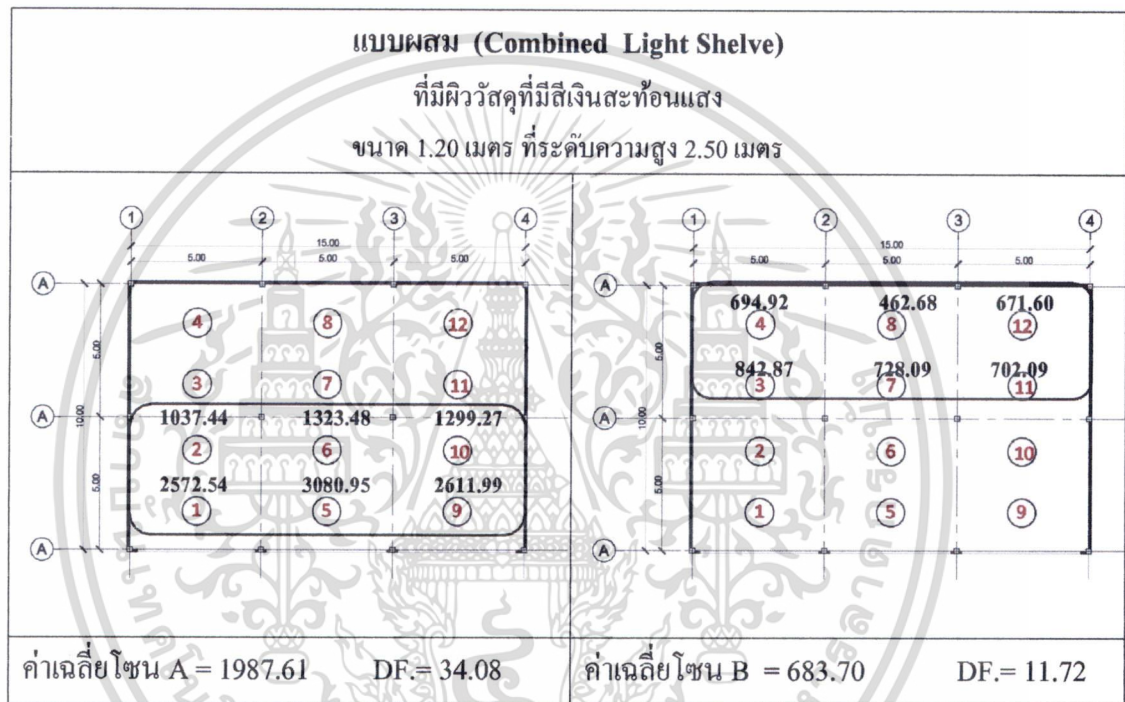 แบบผสม (Combined Light Shelve)
ที่มีผิววัสดุที่มีสีเงินสะท้อนแสง
ขนาด 1.20 เมตร ที่ระดับความสูง 2.50 เมตร
1 2 3 4
15.00
5.00 5.00 5.00
A
4 8 12
5.00
3 7 11
10.00
A
1037.44 1323.48 1299.27
2 6 10
5.00
2572.54 3080.95 2611.99
1 5 9
A
ค่าเฉลี่ยโซน A = 1987.61 DF.= 34.08
1 2 3 4
15.00
5.00 5.00 5.00
A
694.92 462.68 671.60
4 8 12
5.00
842.87 728.09 702.09
3 7 11
10.00
A
2 6 10
5.00
1 5 9
A
ค่าเฉลี่ยโซน B = 683.70 DF.= 11.72